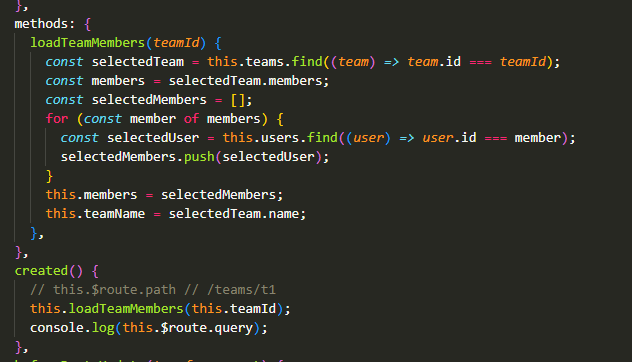 },
methods: {
loadTeamMembers(teamId) {
const selectedTeam = this.teams.find((team) => team.id === teamId);
const members = selectedTeam.members;
const selectedMembers = [];
for (const member of members) {
const selectedUser = this.users.find((user) => user.id === member);
selectedMembers.push(selectedUser);
}
this.members = selectedMembers;
this.teamName = selectedTeam.name;
},
},
created() {
// this.$route.path // /teams/t1
this.loadTeamMembers(this.teamId);
console.log(this.$route.query);
},